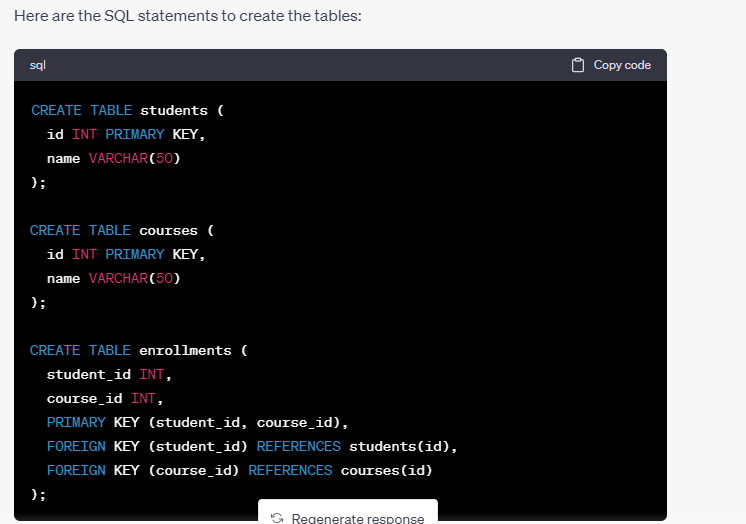 Here are the SQL statements to create the tables:
sql
Copy code
CREATE TABLE students (
id INT PRIMARY KEY,
name VARCHAR(50)
);
CREATE TABLE courses (
id INT PRIMARY KEY,
name VARCHAR(50)
);
CREATE TABLE enrollments (
student_id INT,
course_id INT,
PRIMARY KEY (student_id, course_id),
FOREIGN KEY (student_id) REFERENCES students(id),
FOREIGN KEY (course_id) REFERENCES courses(id)
);
Regenerate response